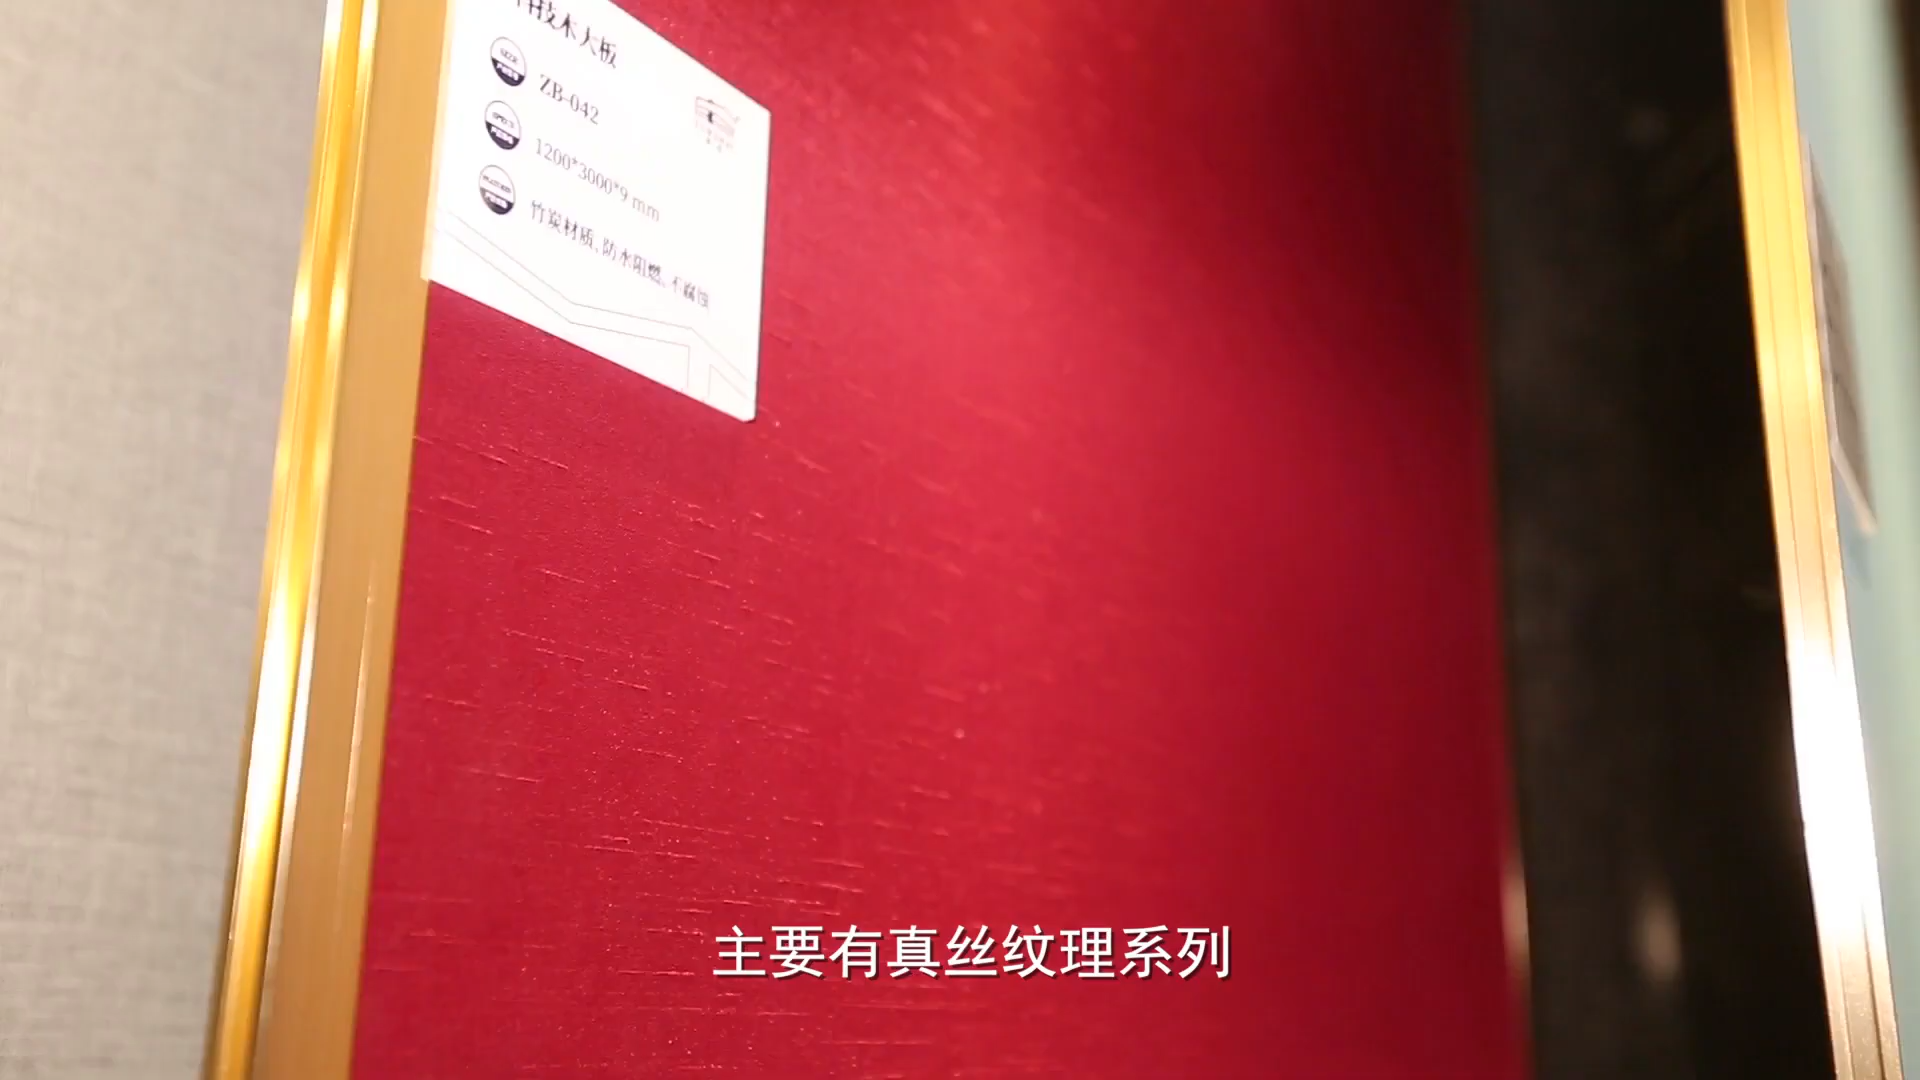 科技木大板
ZB-042
1200*3000*9 mm
竹炭材质、防水阻燃、不腐蚀
主要有真丝纹理系列